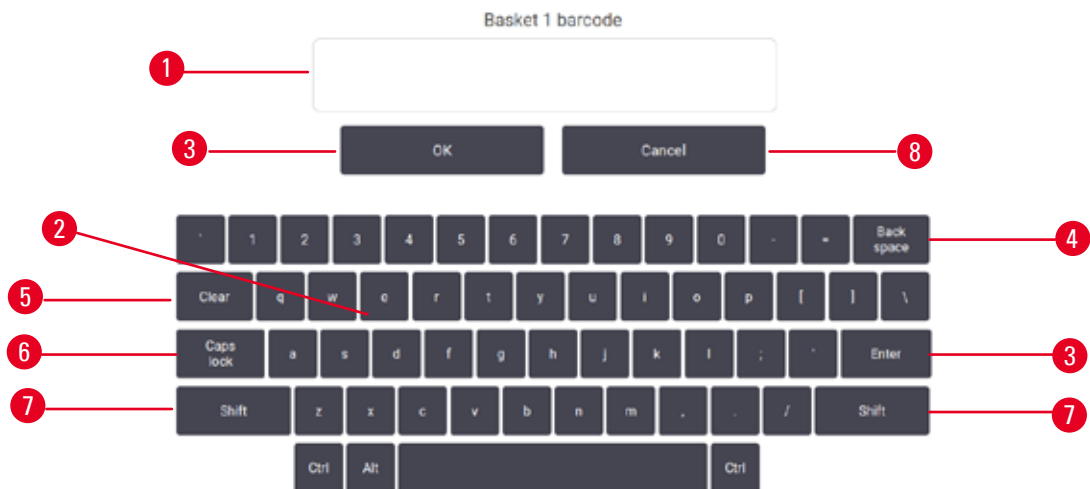 Basket 1 barcode
1
3 OK Cancel 8
2
` 1 2 3 4 5 6 7 8 9 0 - = Back space 4
5 Clear q w e r t y u i o p [ ] \
6 Caps lock a s d f g h j k l ; ' Enter 3
7 Shift z x c v b n m , . / Shift 7
Ctrl Alt Ctrl